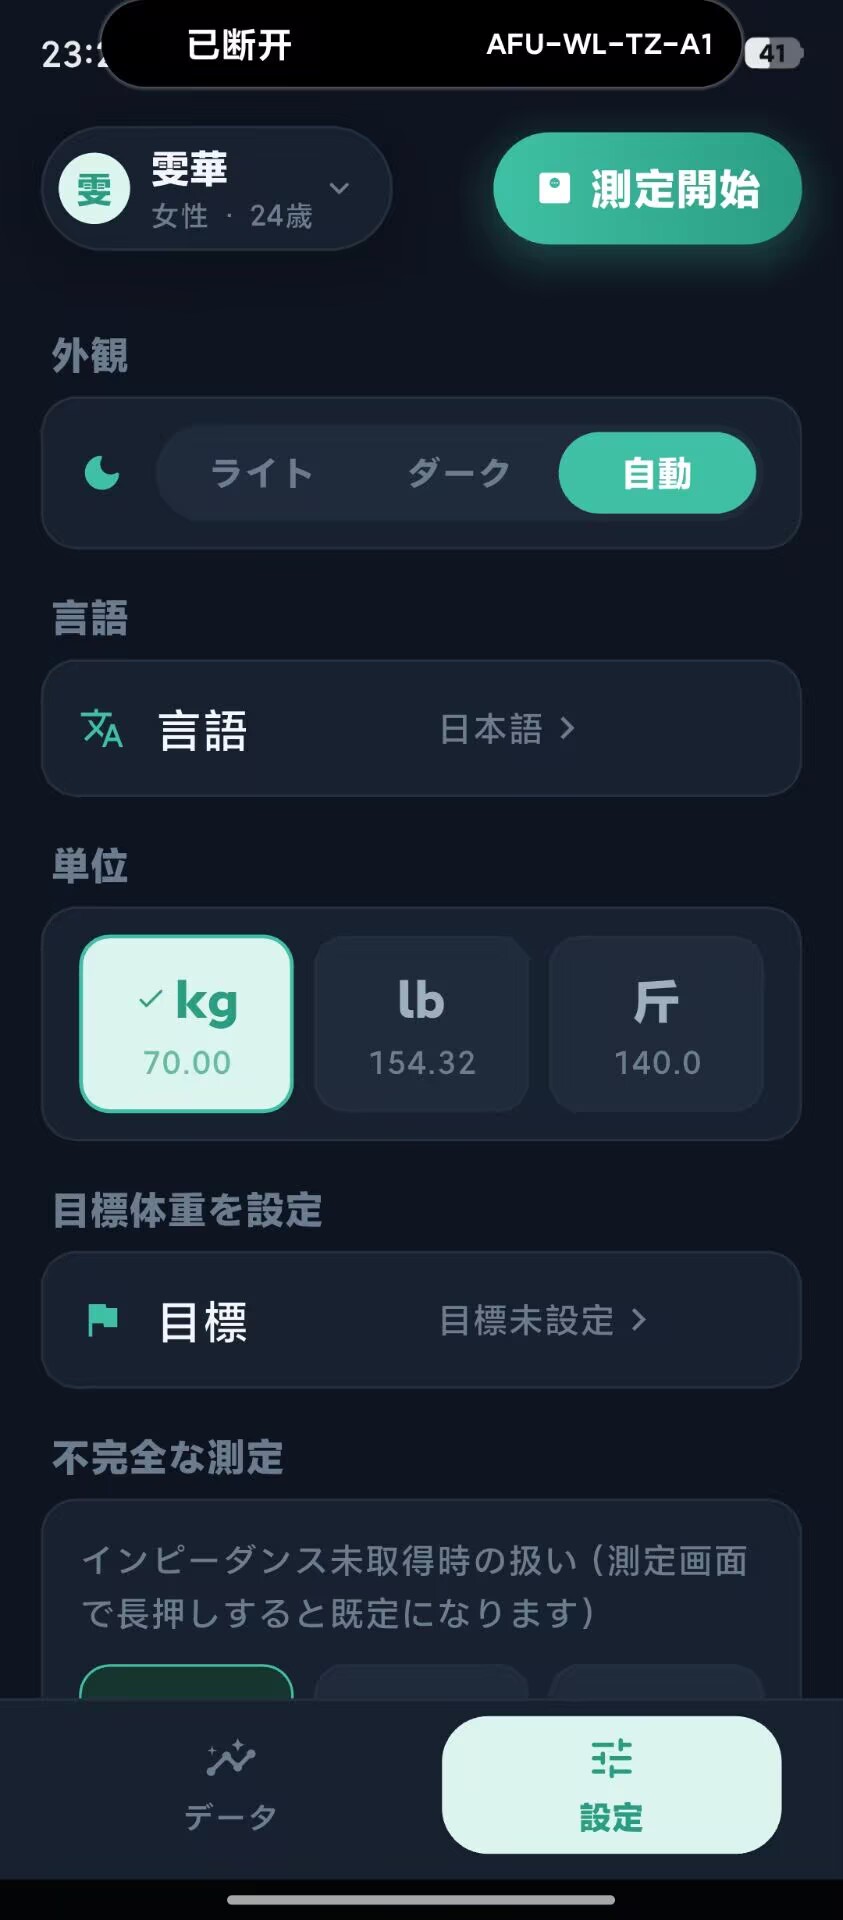 23:2
已断开
AFU-WL-TZ-A1
41
雯
雯華
女性 · 24歳
測定開始
外観
ライト
ダーク
自動
言語
言語
日本語
単位
kg
70.00
lb
154.32
斤
140.0
目標体重を設定
目標
目標未設定
不完全な測定
インピーダンス未取得時の扱い (測定画面
で長押しすると既定になります)
データ
設定